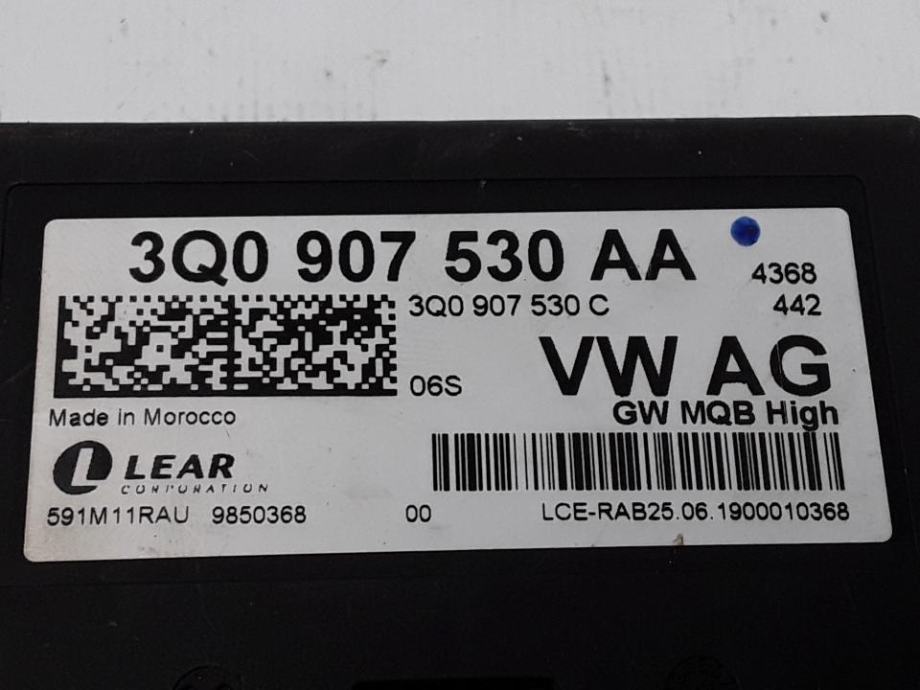 3Q0 907 530 AA
4368
3Q0 907 530 C
442
VW AG
06S
GW MQB High
Made in Morocco
LEAR
CORPORATION
591M11RAU 9850368 00 LCE-RAB25.06.1900010368